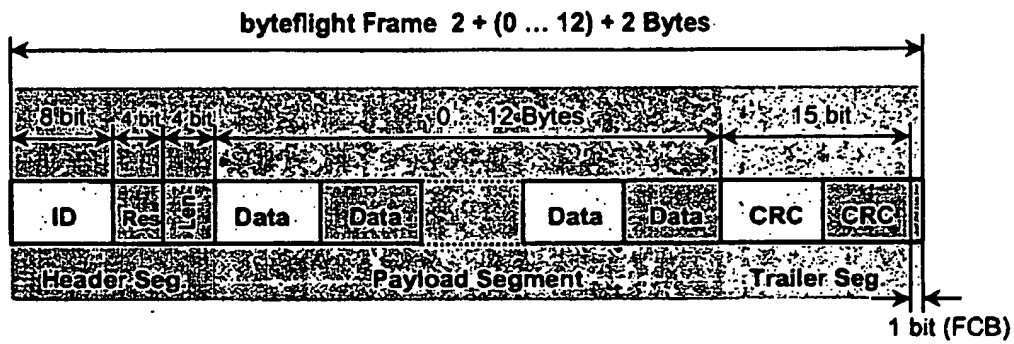 byteflight Frame 2 + (0 ... 12) + 2 Bytes
8 bit 4 bit 4 bit 0 ... 12 Bytes 15 bit
ID Res Len Data Data Data Data CRC CRC
Header Seg. Payload Segment Trailer Seg.
1 bit (FCB)